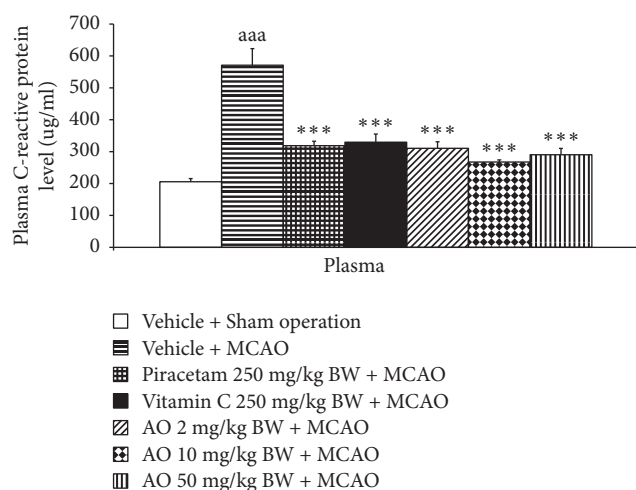 700
600
500
400
300
200
100
0
Plasma C-reactive protein
level (ug/ml)
aaa
***
***
***
***
***
Plasma
Vehicle + Sham operation
Vehicle + MCAO
Piracetam 250 mg/kg BW + MCAO
Vitamin C 250 mg/kg BW + MCAO
AO 2 mg/kg BW + MCAO
AO 10 mg/kg BW + MCAO
AO 50 mg/kg BW + MCAO